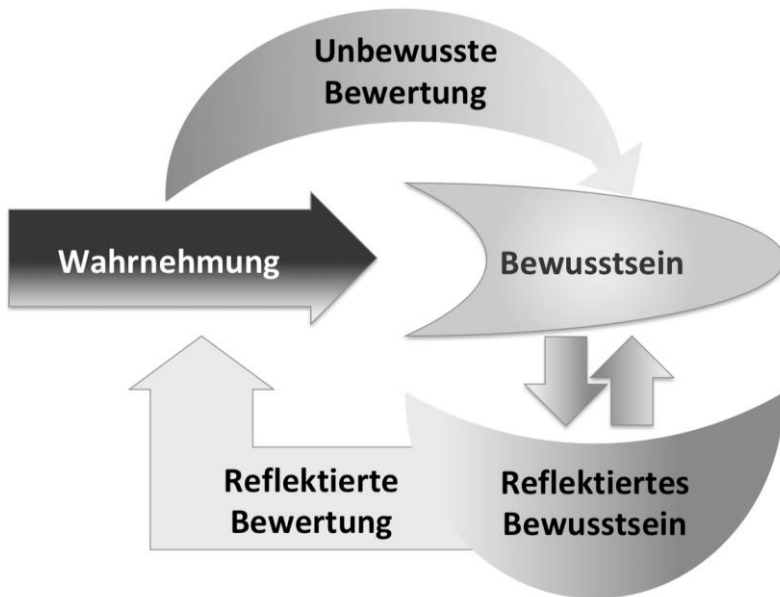 Unbewusste
Bewertung
Wahrnehmung
Bewusstsein
Reflektierte
Bewertung
Reflektiertes
Bewusstsein